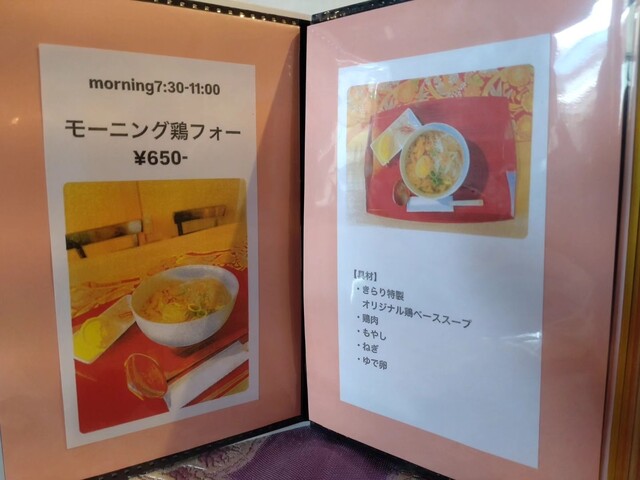 morning7:30-11:00
モーニング鶏フォー
¥650-
【具材】
・きらり特製
オリジナル鶏ベーススープ
・鶏肉
・もやし
・ねぎ
・ゆで卵